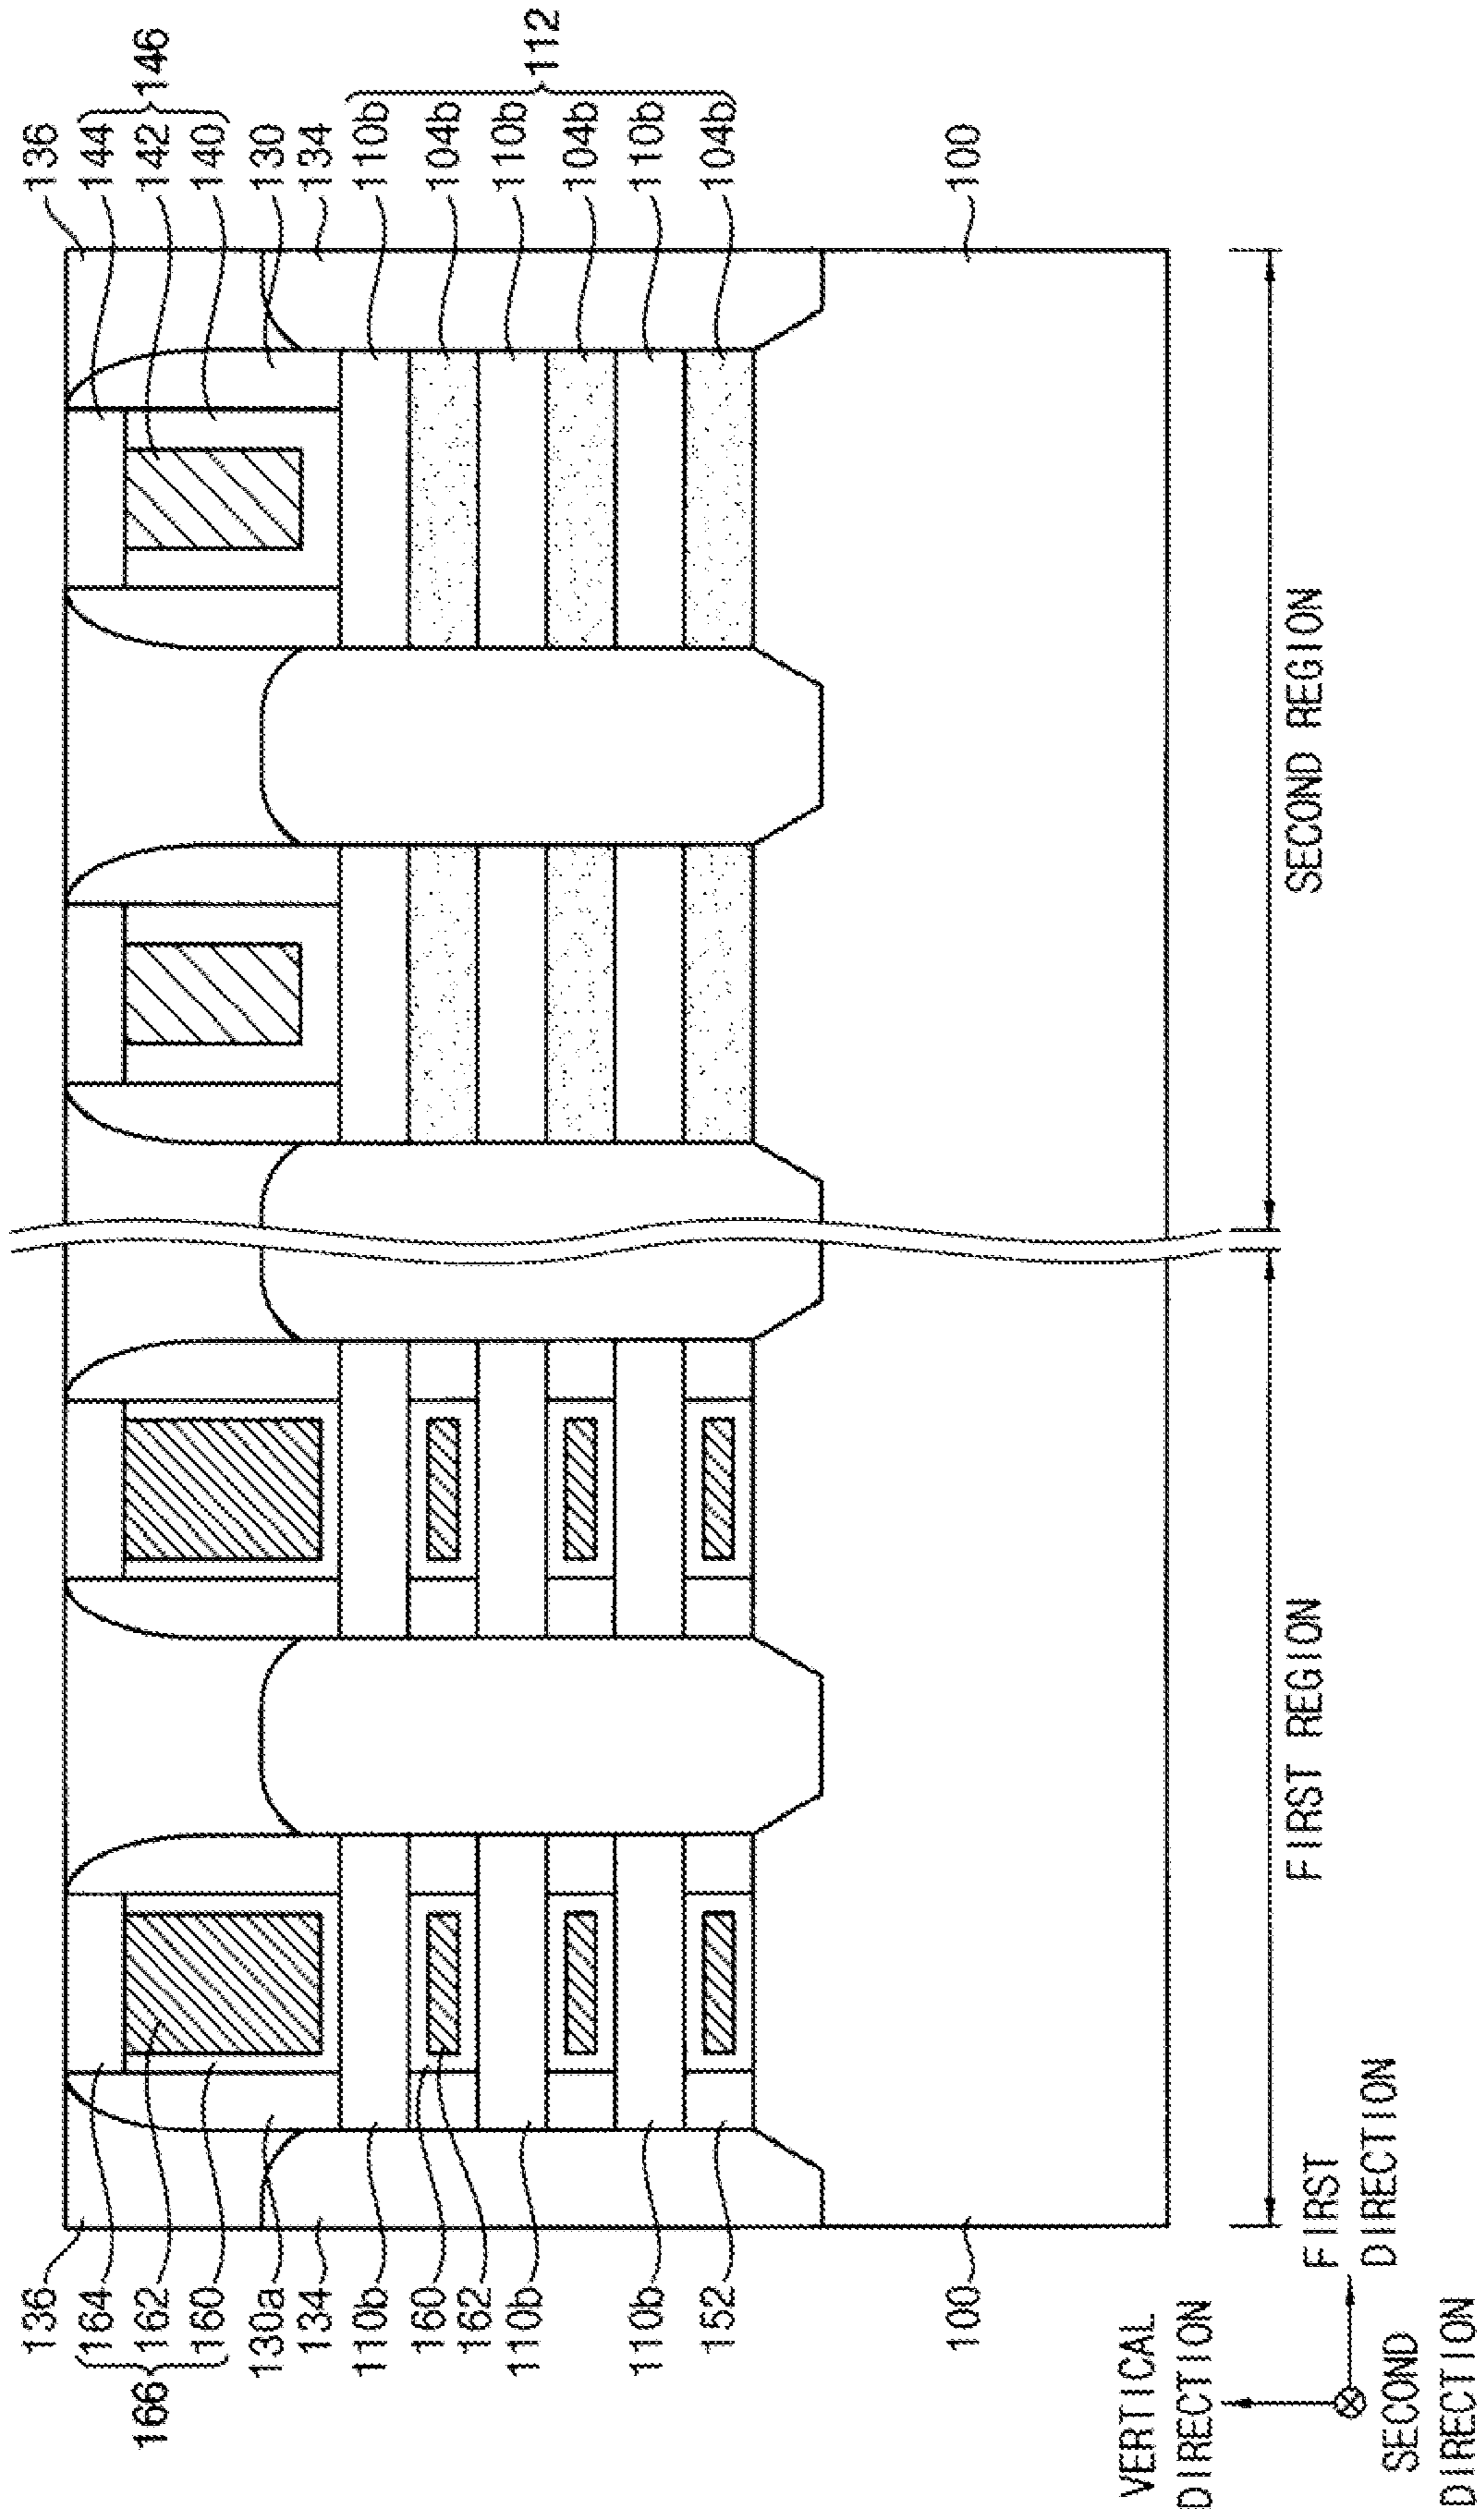 136
144
142
140
146
130
134
110b
104b
110b
104b
110b
104b
112
100
136
164
162
160
166
130a
134
110b
160
162
110b
110b
152
100
FIRST REGION
SECOND REGION
VERTICAL
DIRECTION
FIRST
DIRECTION
SECOND
DIRECTION